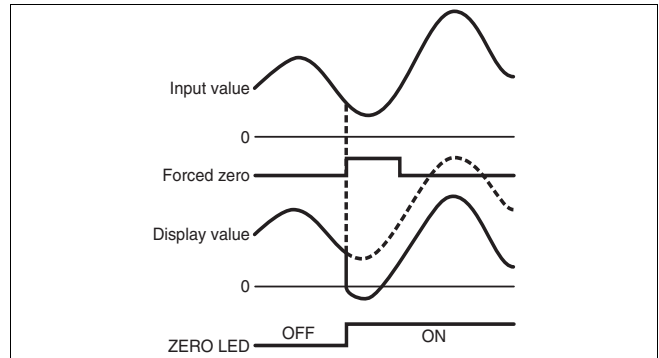 Input value
0
Forced zero
Display value
0
OFF
ON
ZERO LED